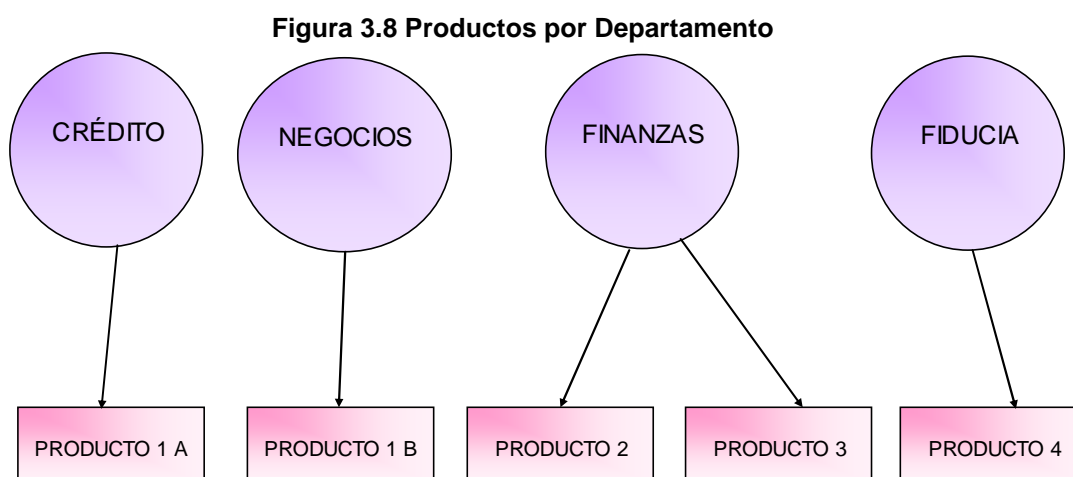 Figura 3.8 Productos por Departamento
CRÉDITO
NEGOCIOS
FINANZAS
FIDUCIA
PRODUCTO 1 A
PRODUCTO 1 B
PRODUCTO 2
PRODUCTO 3
PRODUCTO 4